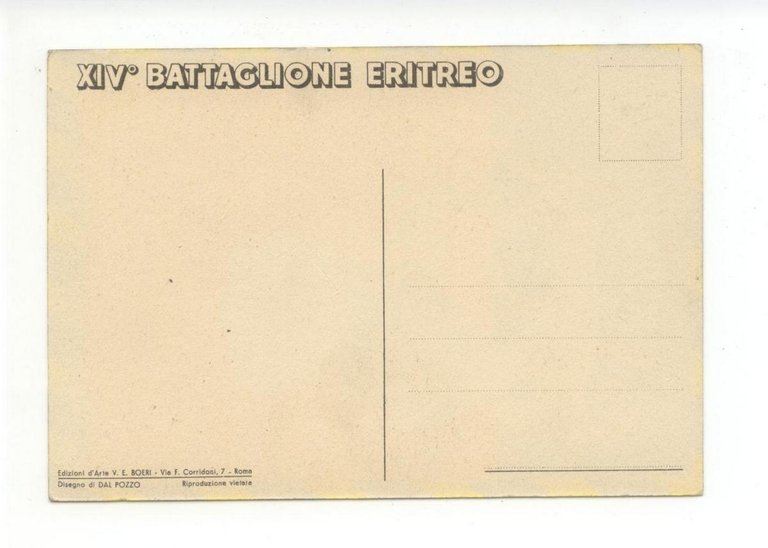 XIV° BATTAGLIONE ERITREO
Edizioni d'Arte V. E. BOERI - Via F. Corridoni, 7 - Roma
Disegno di DAL POZZO Riproduzione vietata